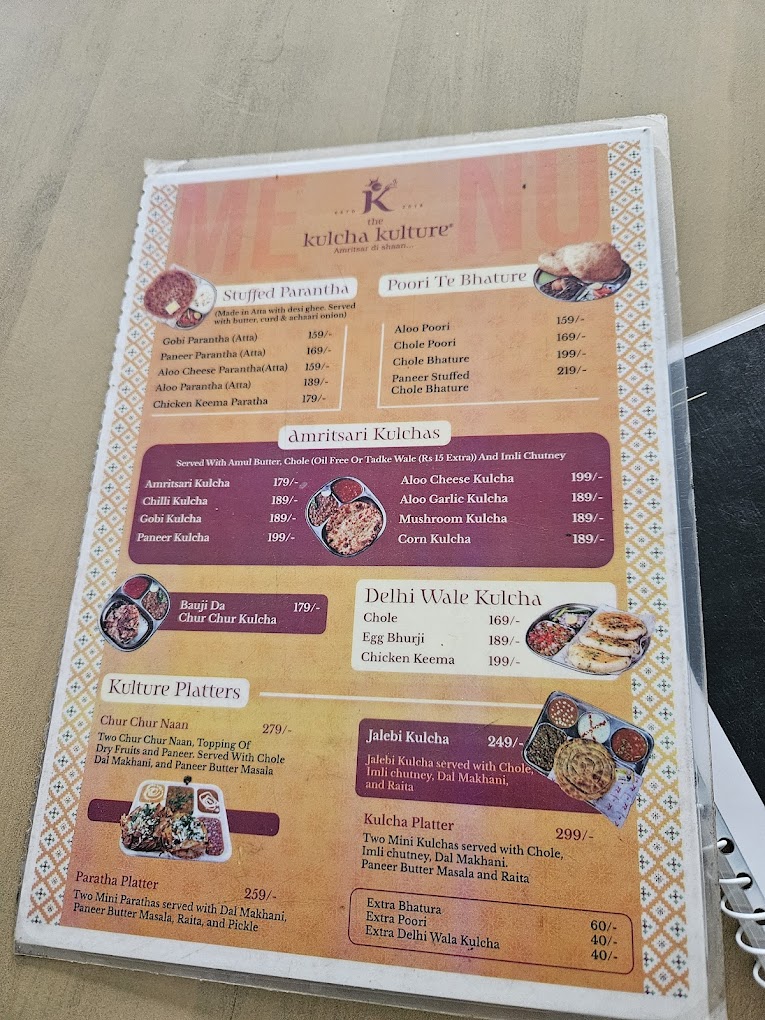 MENU
ESTD 2018
K
the
kulcha kulture®
Amritsar di shaan...
Stuffed Parantha
(Made in Atta with desi ghee. Served
with butter, curd & achaari onion)
Gobi Parantha (Atta) 159/-
Paneer Parantha (Atta) 169/-
Aloo Cheese Parantha(Atta) 159/-
Aloo Parantha (Atta) 139/-
Chicken Keema Paratha 179/-
Poori Te Bhature
Aloo Poori 159/-
Chole Poori 169/-
Chole Bhature 199/-
Paneer Stuffed 219/-
Chole Bhature
Amritsari Kulchas
Served With Amul Butter, Chole (Oil Free Or Tadke Wale (Rs 15 Extra)) And Imli Chutney
Amritsari Kulcha 179/-
Chilli Kulcha 189/-
Gobi Kulcha 189/-
Paneer Kulcha 199/-
Aloo Cheese Kulcha 199/-
Aloo Garlic Kulcha 189/-
Mushroom Kulcha 189/-
Corn Kulcha 189/-
Bauji Da 179/-
Chur Chur Kulcha
Delhi Wale Kulcha
Chole 169/-
Egg Bhurji 189/-
Chicken Keema 199/-
Kulture Platters
Chur Chur Naan 279/-
Two Chur Chur Naan, Topping Of
Dry Fruits and Paneer. Served With Chole
Dal Makhani, and Paneer Butter Masala
Paratha Platter 259/-
Two Mini Parathas served with Dal Makhani,
Paneer Butter Masala, Raita, and Pickle
Jalebi Kulcha 249/-
Jalebi Kulcha served with Chole,
Imli chutney, Dal Makhani,
and Raita
Kulcha Platter 299/-
Two Mini Kulchas served with Chole,
Imli chutney, Dal Makhani.
Paneer Butter Masala and Raita
Extra Bhatura 60/-
Extra Poori 40/-
Extra Delhi Wala Kulcha 40/-